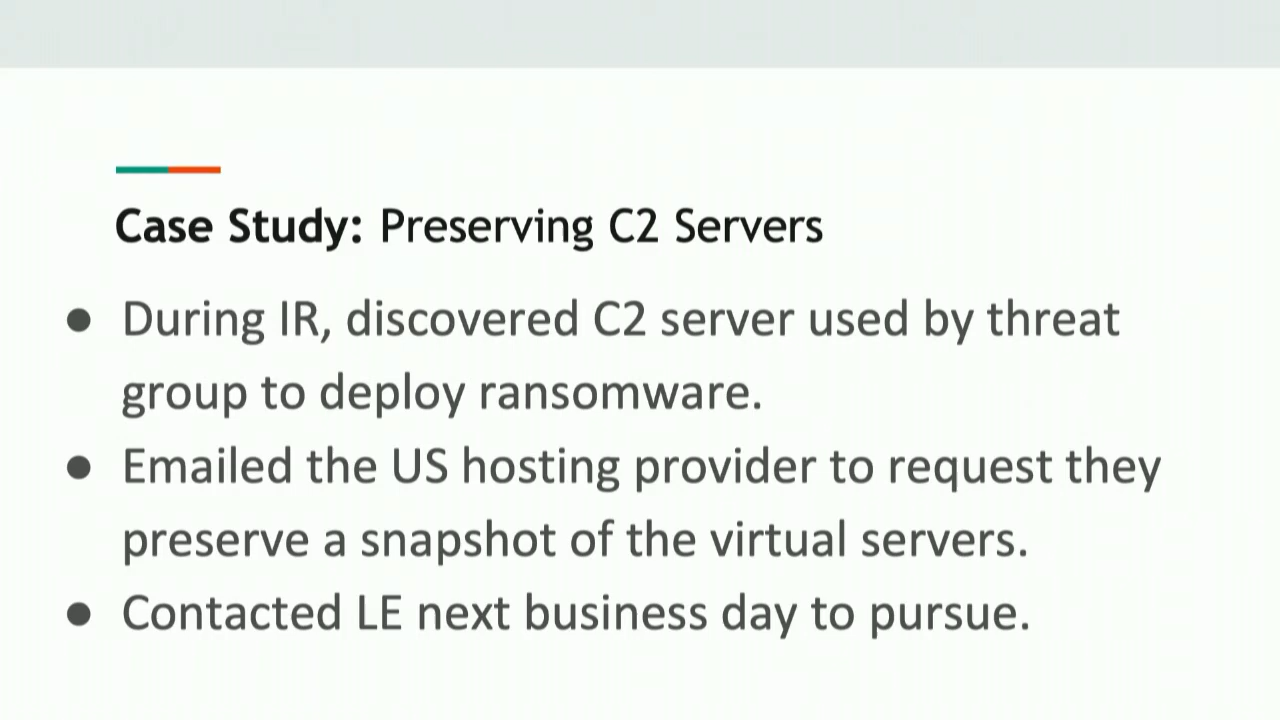 Case Study: Preserving C2 Servers
● During IR, discovered C2 server used by threat
group to deploy ransomware.
● Emailed the US hosting provider to request they
preserve a snapshot of the virtual servers.
● Contacted LE next business day to pursue.